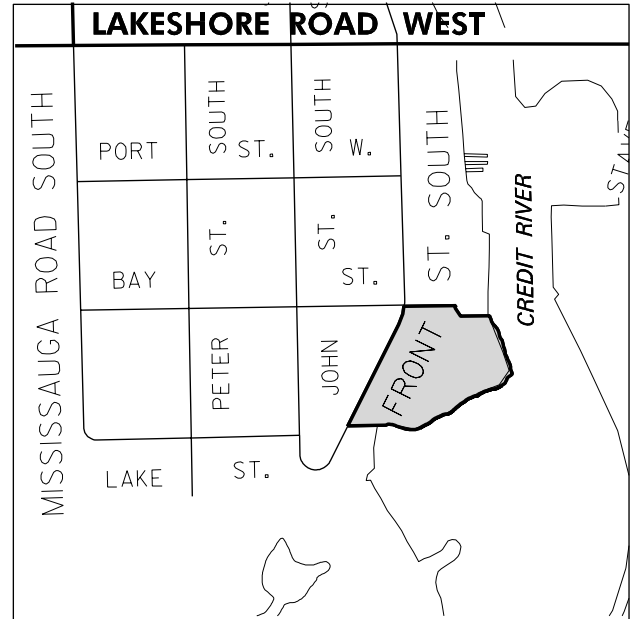 LAKESHORE ROAD WEST
MISSISSAUGA ROAD SOUTH
PORT ST. W.
BAY ST.
LAKE ST.
PETER ST. SOUTH
JOHN ST. SOUTH
FRONT ST. SOUTH
CREDIT RIVER